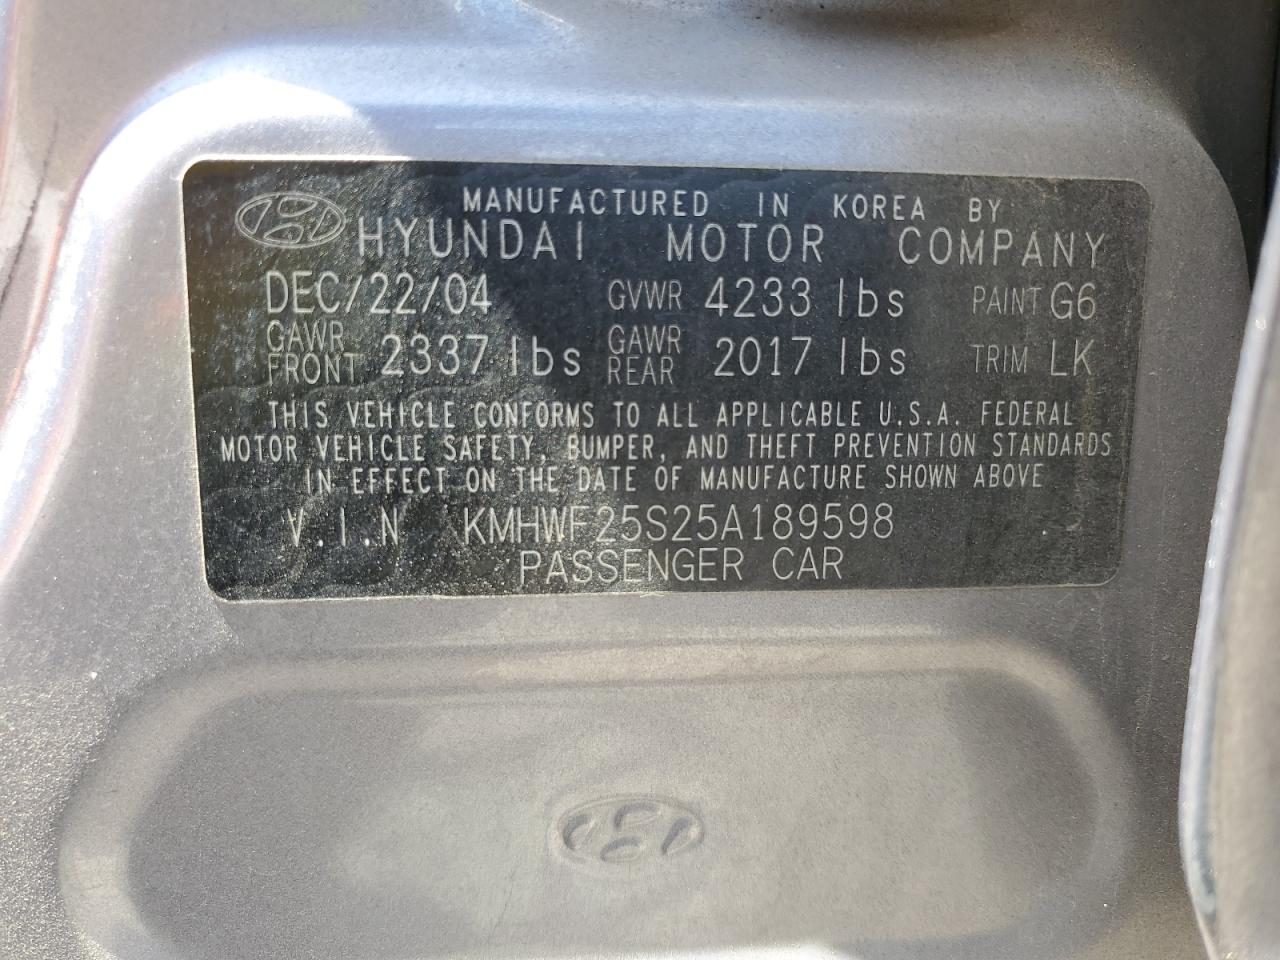 MANUFACTURED IN KOREA BY
HYUNDAI MOTOR COMPANY
DEC/22/04 GVWR 4233 lbs PAINT G6
GAWR FRONT 2337 lbs GAWR REAR 2017 lbs TRIM LK
THIS VEHICLE CONFORMS TO ALL APPLICABLE U.S.A. FEDERAL
MOTOR VEHICLE SAFETY, BUMPER, AND THEFT PREVENTION STANDARDS
IN EFFECT ON THE DATE OF MANUFACTURE SHOWN ABOVE
V.I.N KMHWF25S25A189598
PASSENGER CAR